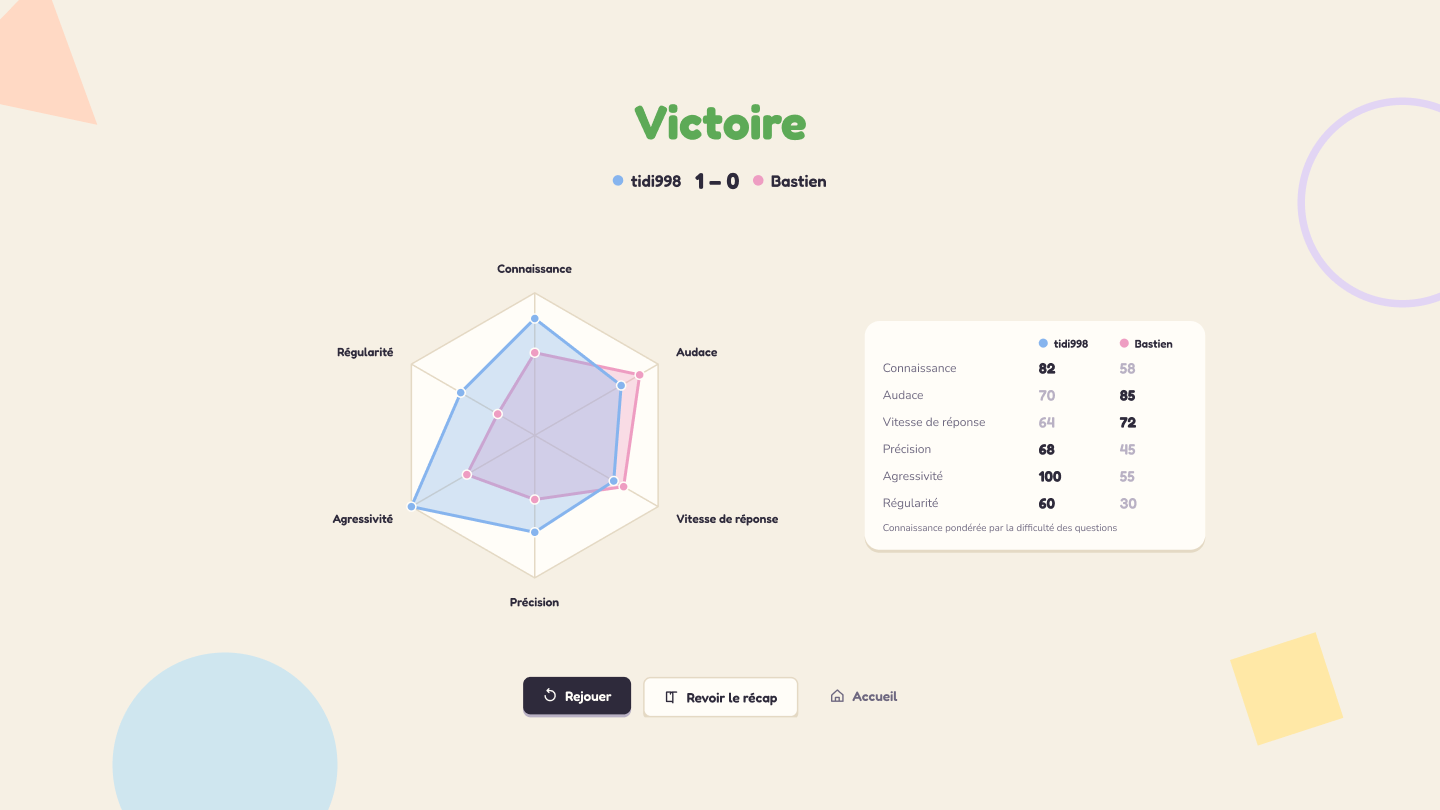 Victoire
tidi998 1 – 0 Bastien
Connaissance
Régularité
Audace
Agressivité
Vitesse de réponse
Précision
tidi998 Bastien
Connaissance 82 58
Audace 70 85
Vitesse de réponse 64 72
Précision 68 45
Agressivité 100 55
Régularité 60 30
Connaissance pondérée par la difficulté des questions
Rejouer
Revoir le récap
Accueil